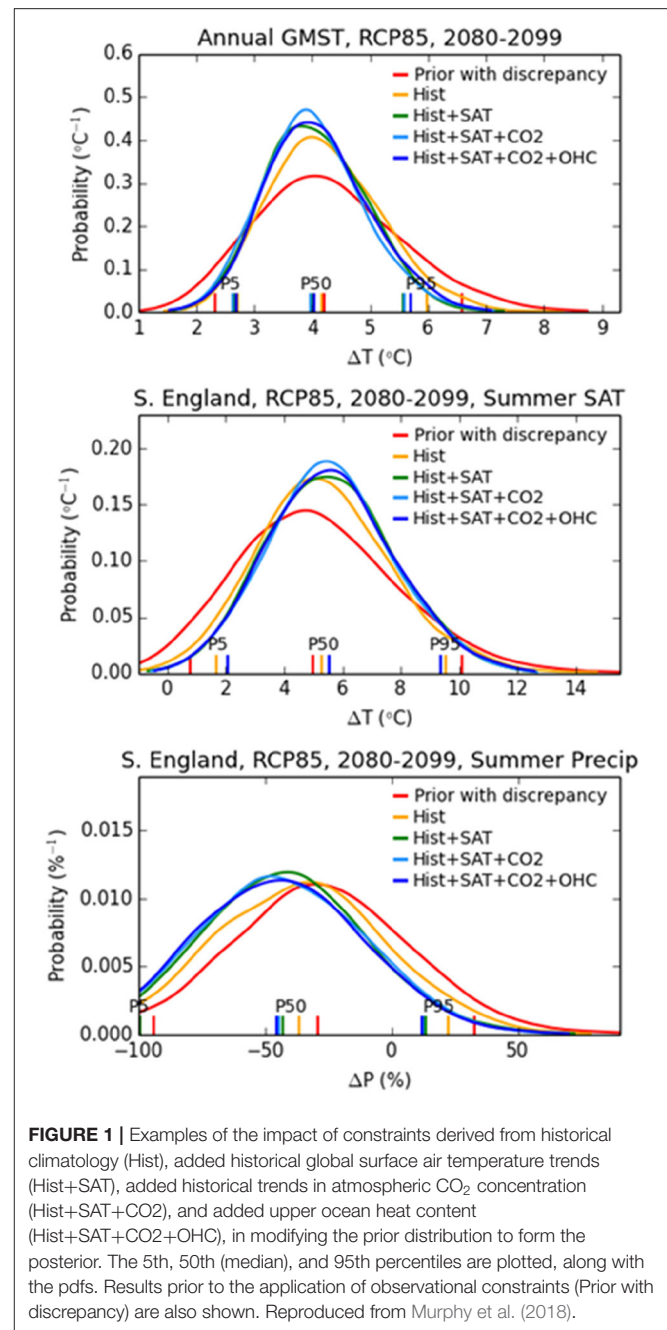 Annual GMST, RCP85, 2080-2099
Probability (°C⁻¹)
0.6
0.5
0.4
0.3
0.2
0.1
0.0
Prior with discrepancy
Hist
Hist+SAT
Hist+SAT+CO2
Hist+SAT+CO2+OHC
P5
P50
P95
1 2 3 4 5 6 7 8 9
ΔT (°C)
S. England, RCP85, 2080-2099, Summer SAT
Probability (°C⁻¹)
0.20
0.15
0.10
0.05
0.00
Prior with discrepancy
Hist
Hist+SAT
Hist+SAT+CO2
Hist+SAT+CO2+OHC
P5
P50
P95
0 2 4 6 8 10 12 14
ΔT (°C)
S. England, RCP85, 2080-2099, Summer Precip
Probability (%⁻¹)
0.015
0.010
0.005
0.000
Prior with discrepancy
Hist
Hist+SAT
Hist+SAT+CO2
Hist+SAT+CO2+OHC
P5
P50
P95
−100 −50 0 50
ΔP (%)
FIGURE 1 | Examples of the impact of constraints derived from historical
climatology (Hist), added historical global surface air temperature trends
(Hist+SAT), added historical trends in atmospheric CO₂ concentration
(Hist+SAT+CO2), and added upper ocean heat content
(Hist+SAT+CO2+OHC), in modifying the prior distribution to form the
posterior. The 5th, 50th (median), and 95th percentiles are plotted, along with
the pdfs. Results prior to the application of observational constraints (Prior with
discrepancy) are also shown. Reproduced from Murphy et al. (2018).